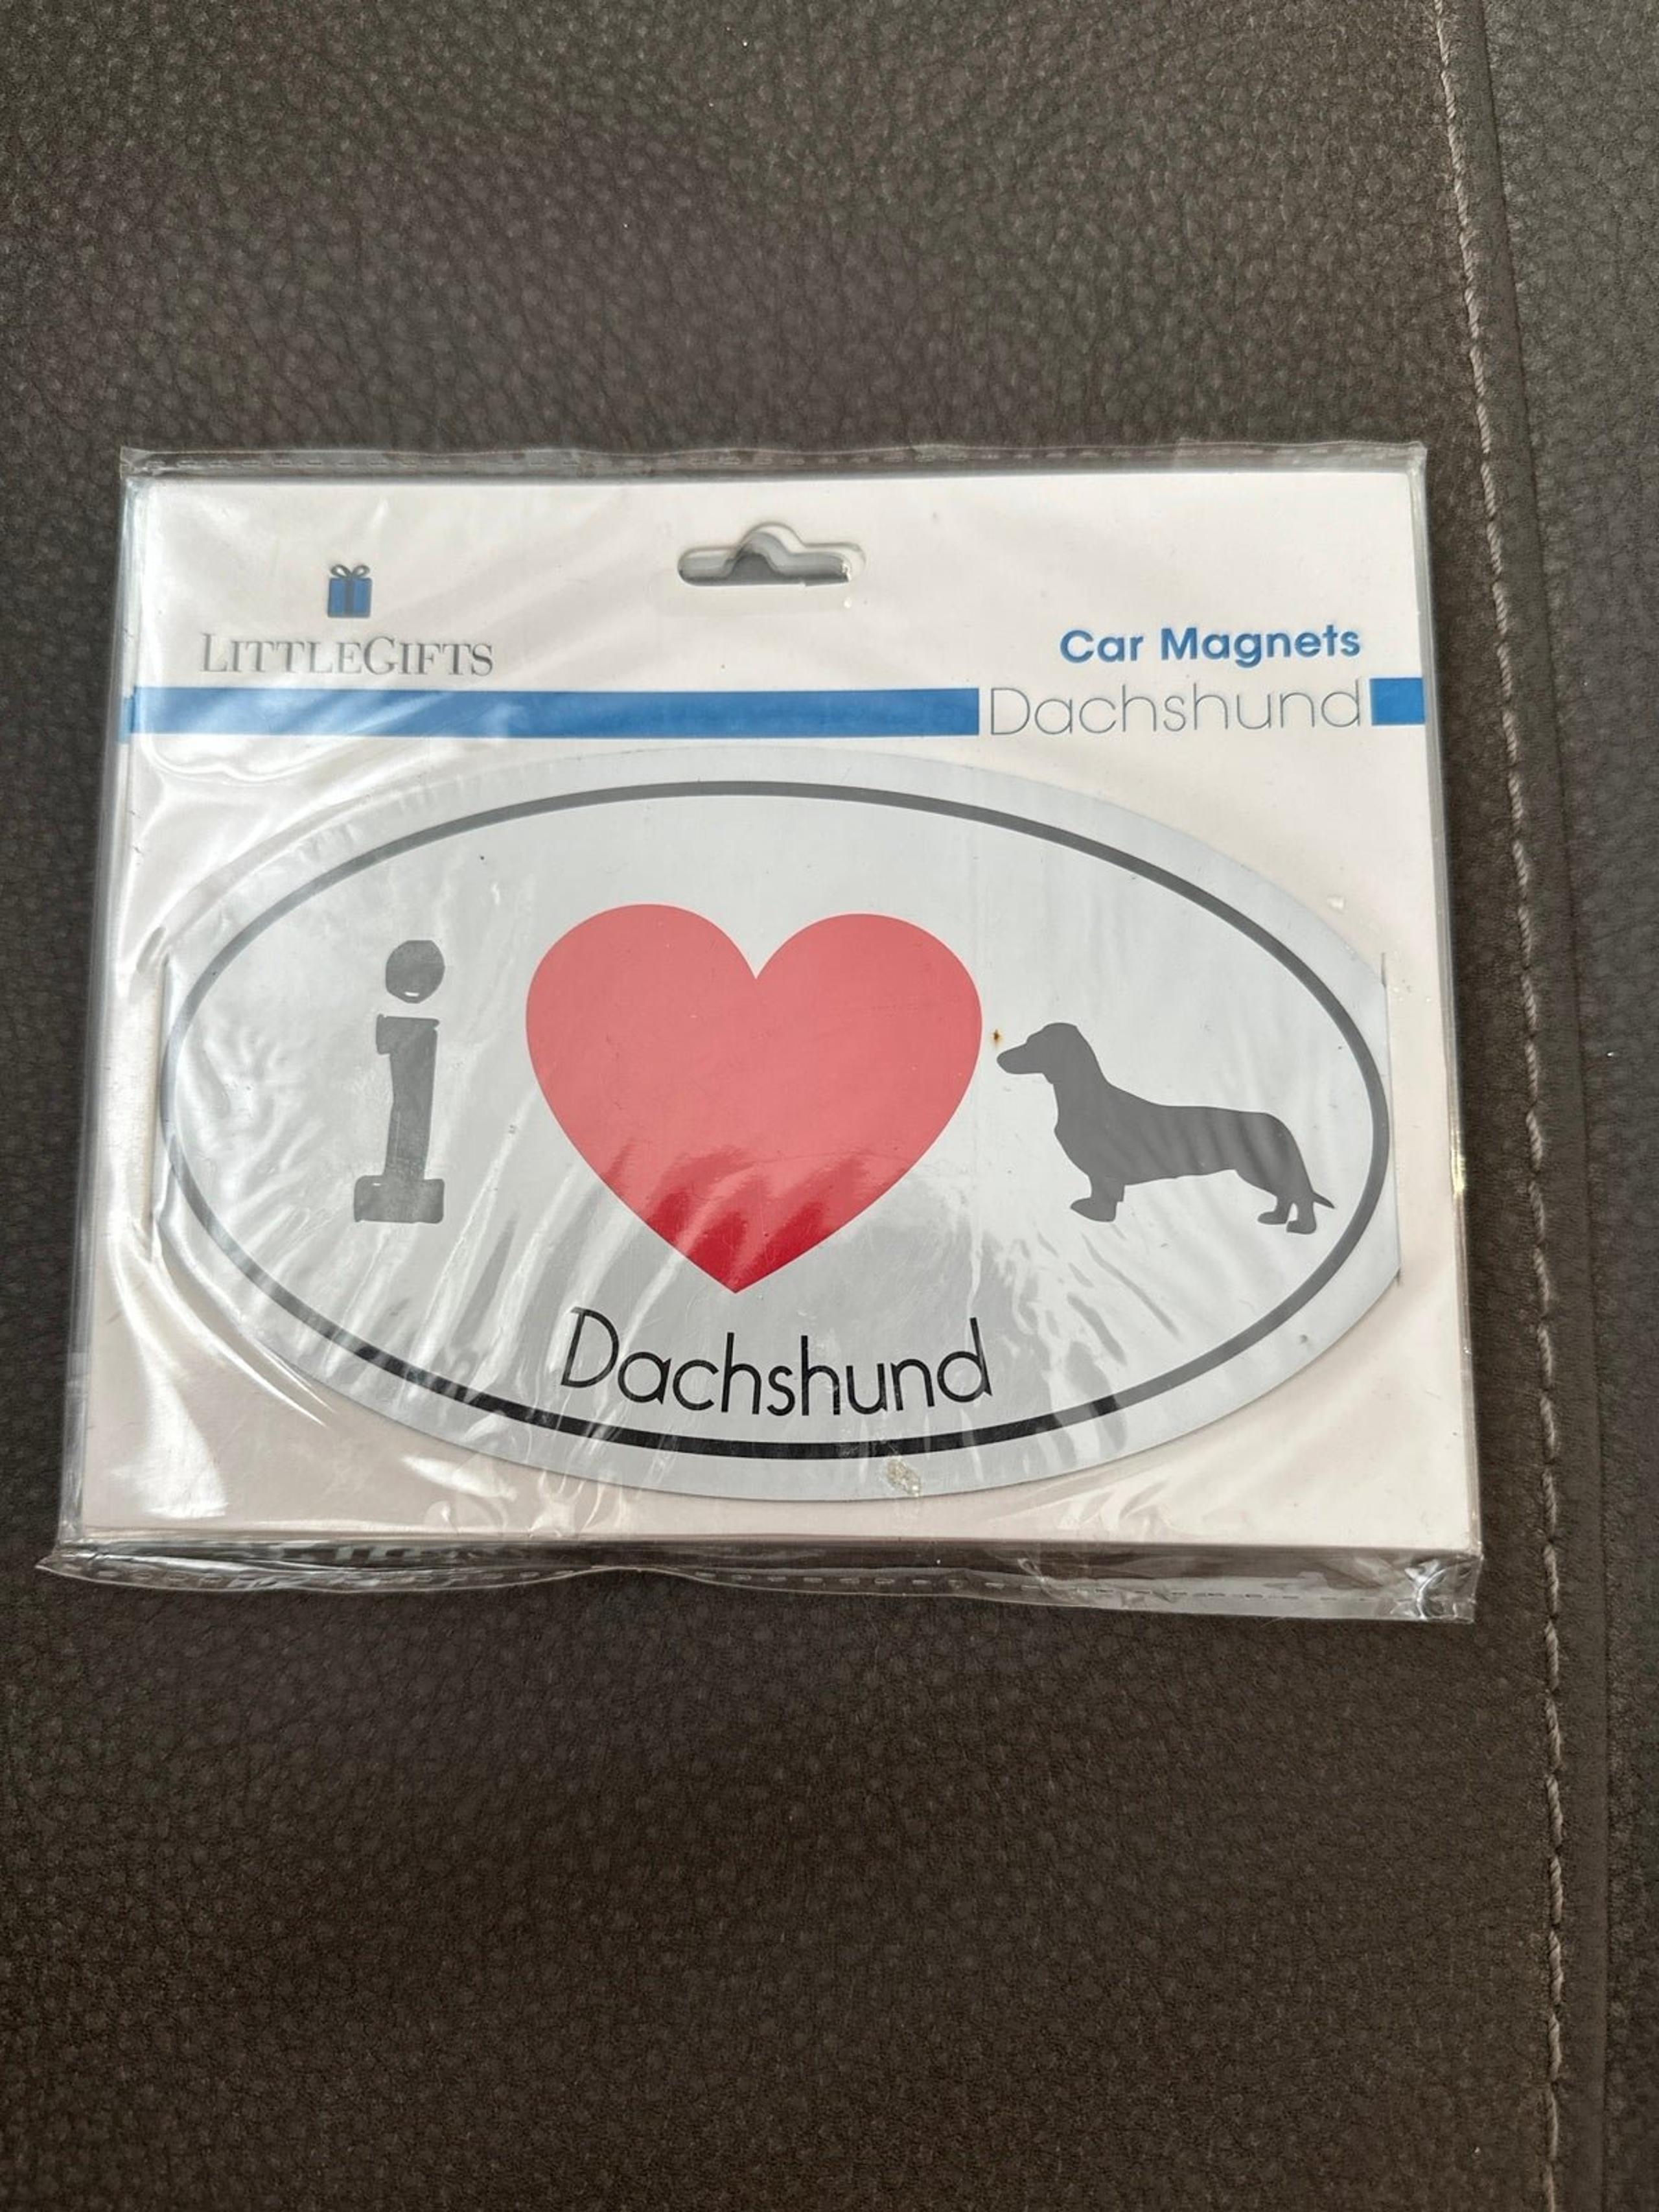 LITTLEGIFTS
Car Magnets
Dachshund
i
Dachshund